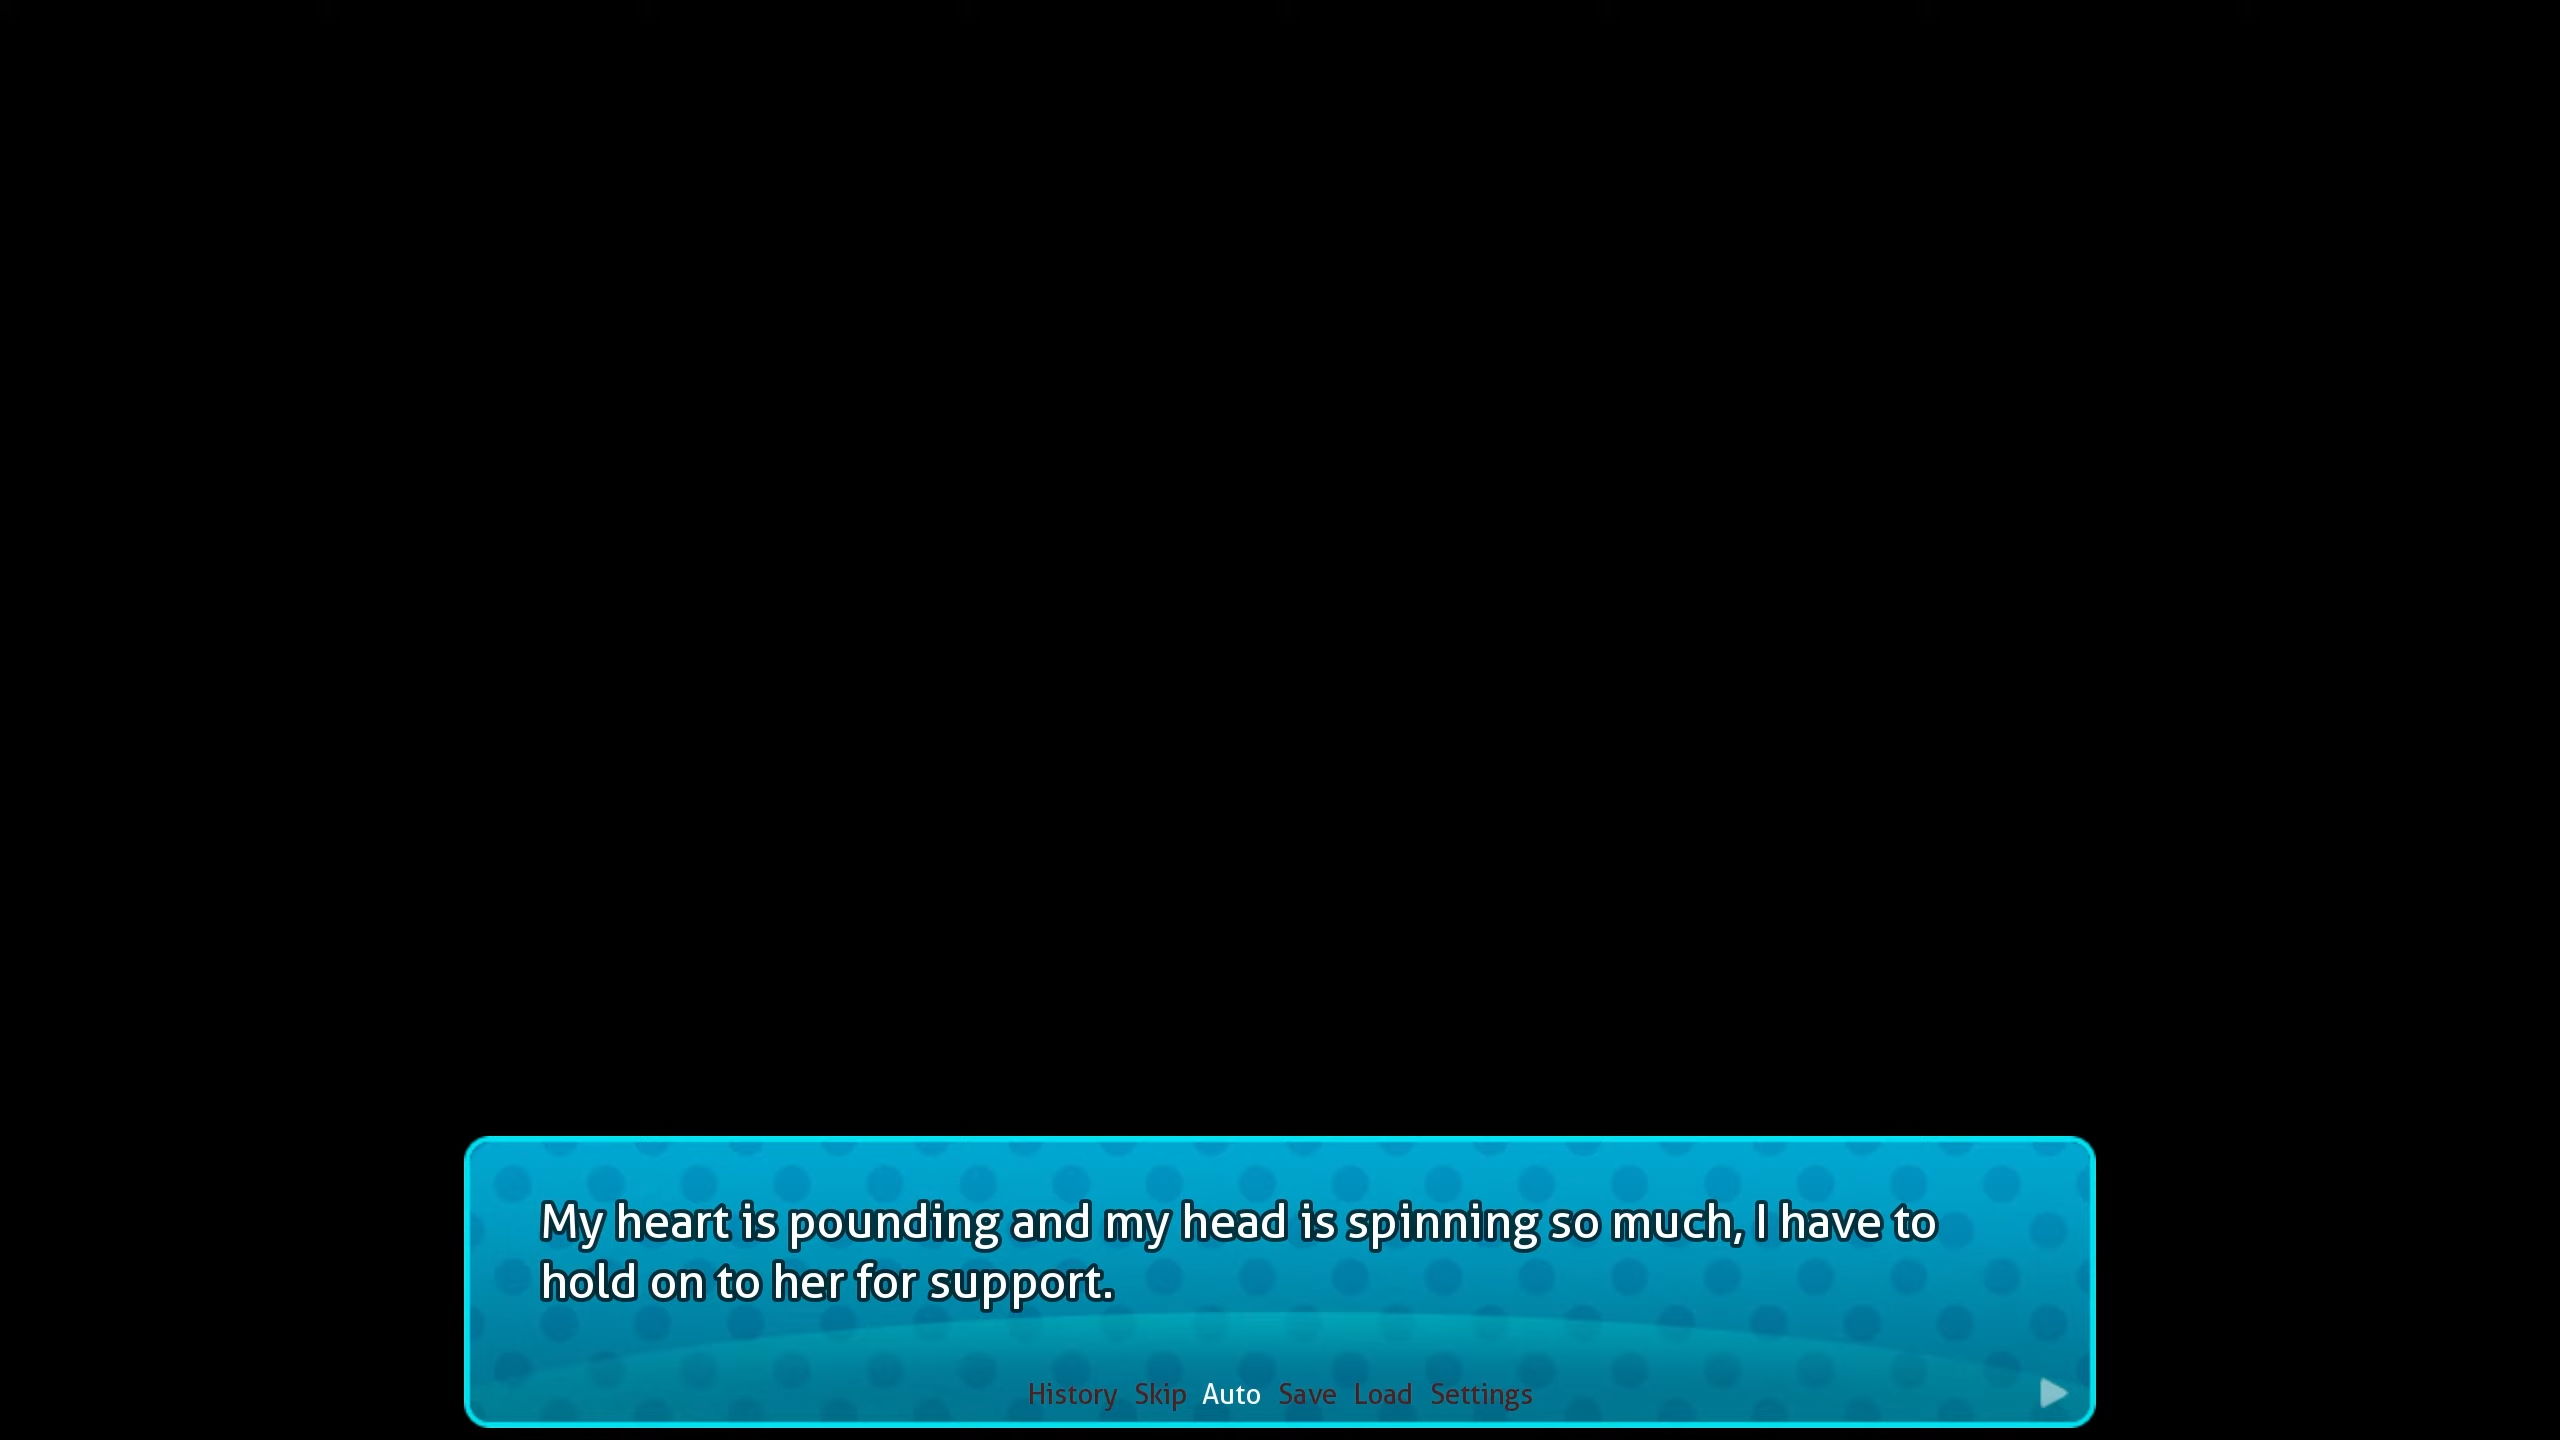 My heart is pounding and my head is spinning so much, I have to
hold on to her for support.
History Skip Auto Save Load Settings